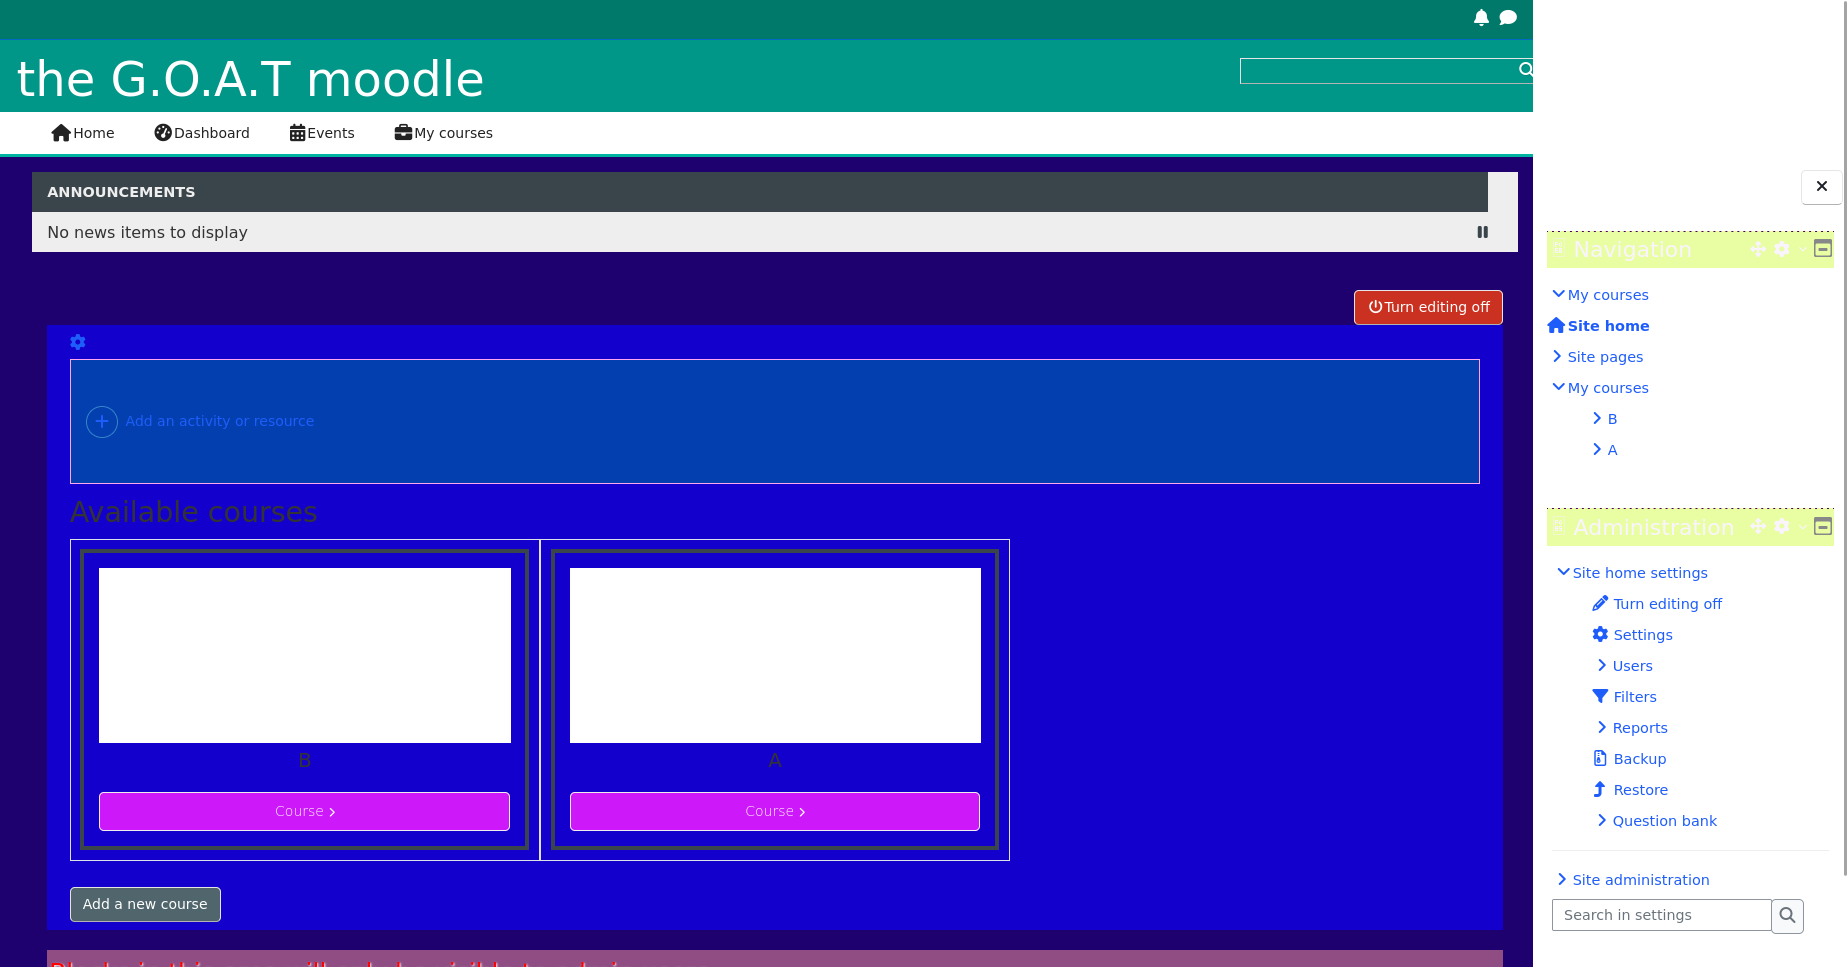 the G.O.A.T moodle
Home Dashboard Events My courses
ANNOUNCEMENTS
No news items to display
Turn editing off
Add an activity or resource
Available courses
B A
Course Course
Add a new course
Navigation
My courses
Site home
Site pages
My courses
B
A
Administration
Site home settings
Turn editing off
Settings
Users
Filters
Reports
Backup
Restore
Question bank
Site administration
Search in settings